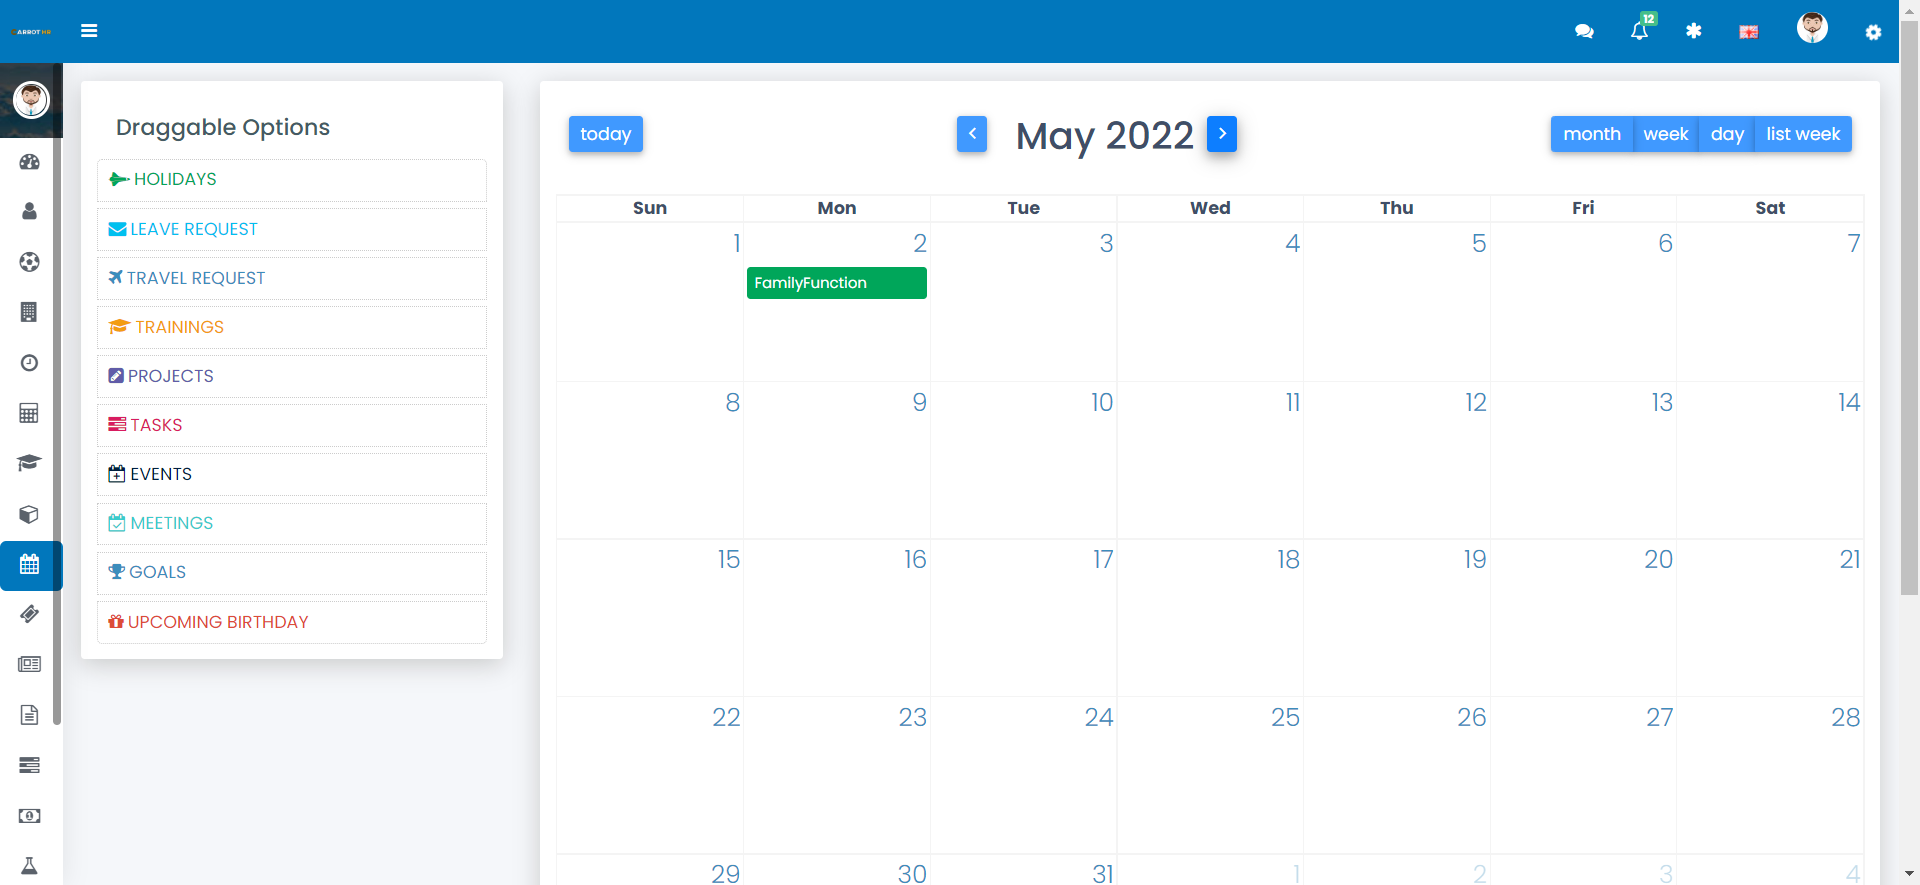 ARBOT HR
12
Draggable Options
HOLIDAYS
LEAVE REQUEST
TRAVEL REQUEST
TRAININGS
PROJECTS
TASKS
EVENTS
MEETINGS
GOALS
UPCOMING BIRTHDAY
today
May 2022
month week day list week
Sun Mon Tue Wed Thu Fri Sat
1 2 3 4 5 6 7
FamilyFunction
8 9 10 11 12 13 14
15 16 17 18 19 20 21
22 23 24 25 26 27 28
29 30 31 1 2 3 4